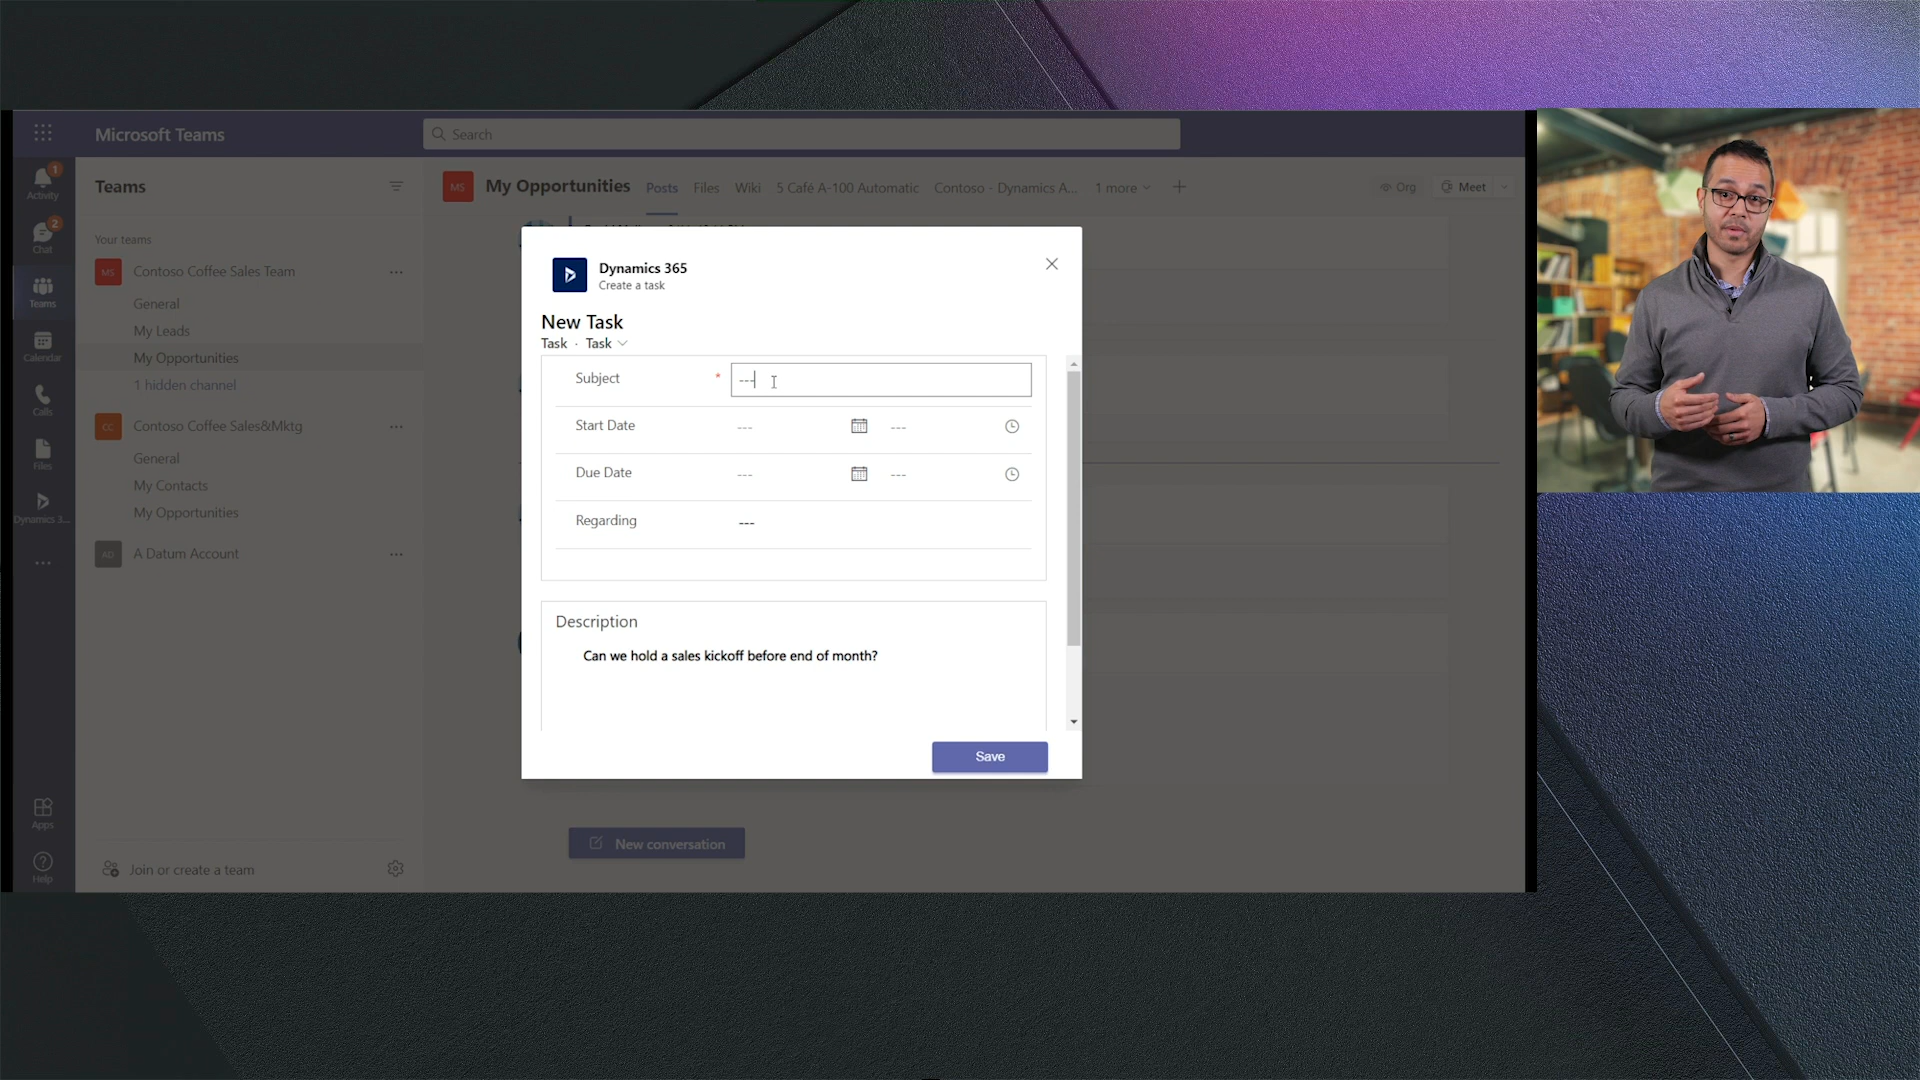 Microsoft Teams
Search
1
Activity
2
Chat
Teams
Calendar
Calls
Files
Dynamics 3...
Apps
Help
Teams
Your teams
MS Contoso Coffee Sales Team
General
My Leads
My Opportunities
1 hidden channel
CC Contoso Coffee Sales&Mktg
General
My Contacts
My Opportunities
AD A Datum Account
Join or create a team
MS My Opportunities Posts Files Wiki 5 Café A-100 Automatic Contoso - Dynamics A... 1 more
Org Meet
Dynamics 365
Create a task
New Task
Task · Task
Subject * ---
Start Date --- ---
Due Date --- ---
Regarding ---
Description
Can we hold a sales kickoff before end of month?
Save
New conversation